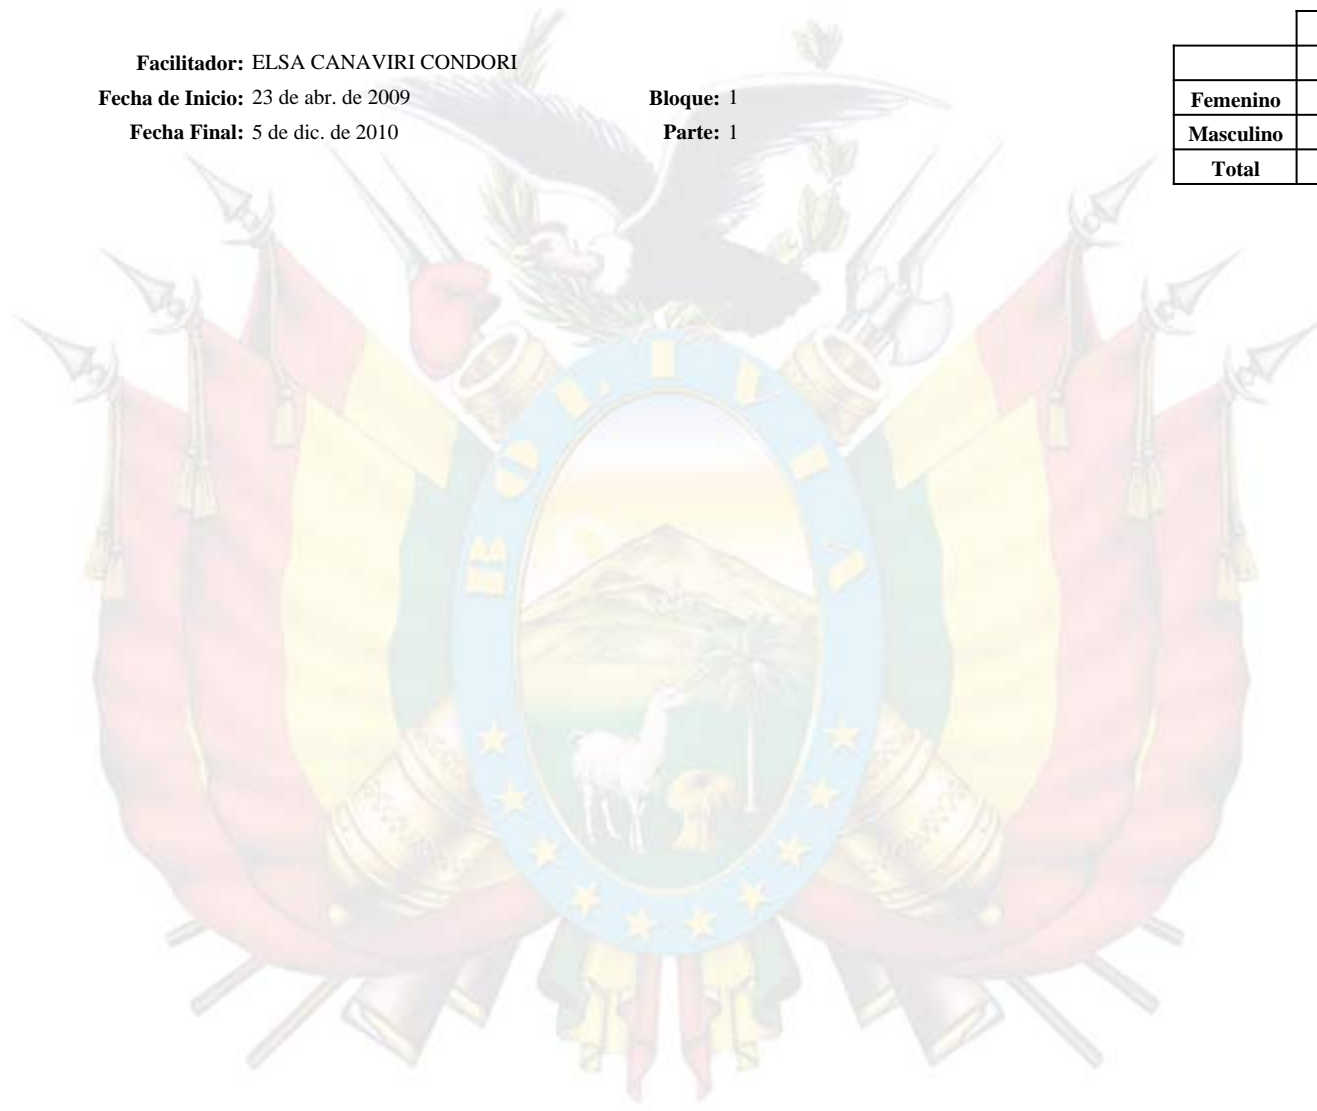 Facilitador: ELSA CANAVIRI CONDORI
Fecha de Inicio: 23 de abr. de 2009 Bloque: 1
Fecha Final: 5 de dic. de 2010 Parte: 1
Femenino
Masculino
Total
BOLIVIA